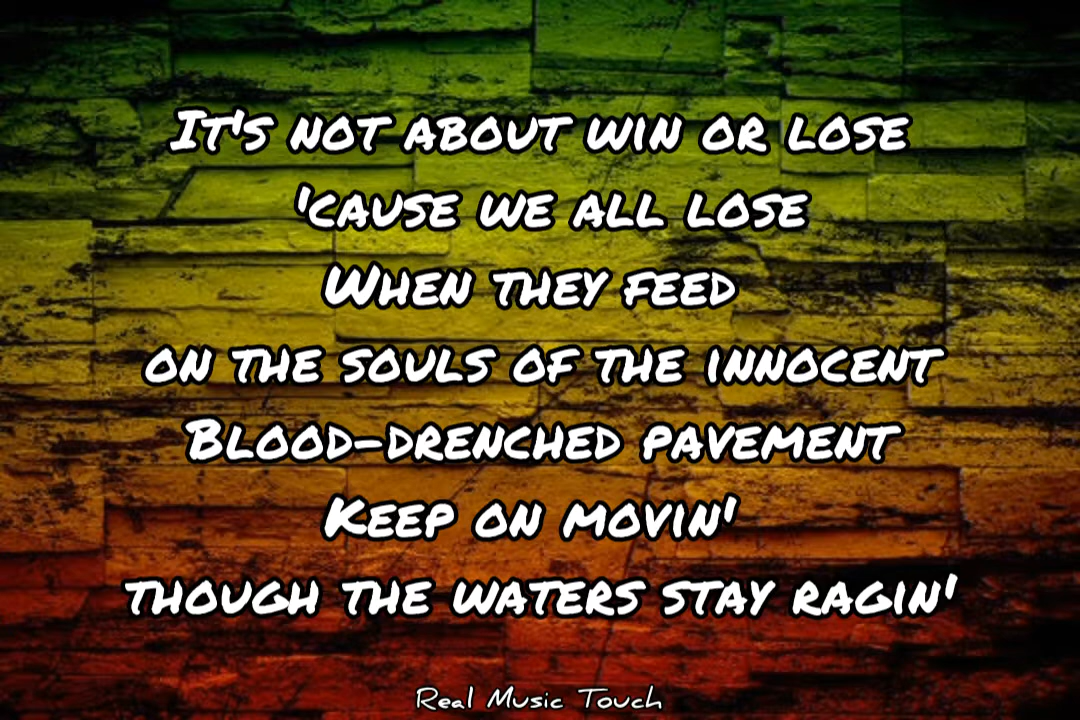 It's not about win or lose
'cause we all lose
When they feed
on the souls of the innocent
Blood-drenched pavement
Keep on movin'
though the waters stay ragin'
Real Music Touch